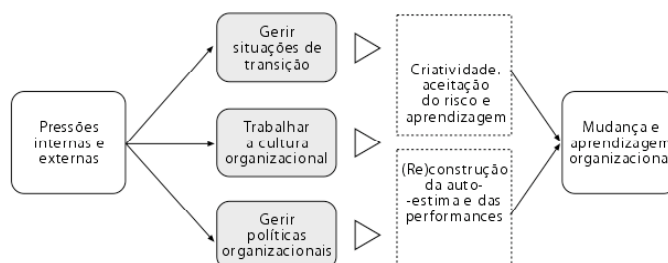 Pressões
internas e
externas
Gerir
situações de
transição
Trabalhar
a cultura
organizacional
Gerir
políticas
organizacionais
Criatividade.
aceitação
do risco e
aprendizagem
(Re)construção
da auto-
-estima e das
performances
Mudança e
aprendizagem
organizacional